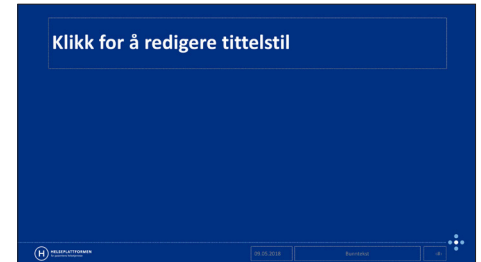 Klikk for å redigere tittelstil
HELSEPLATTFORMEN
09.05.2018
Bunntekst